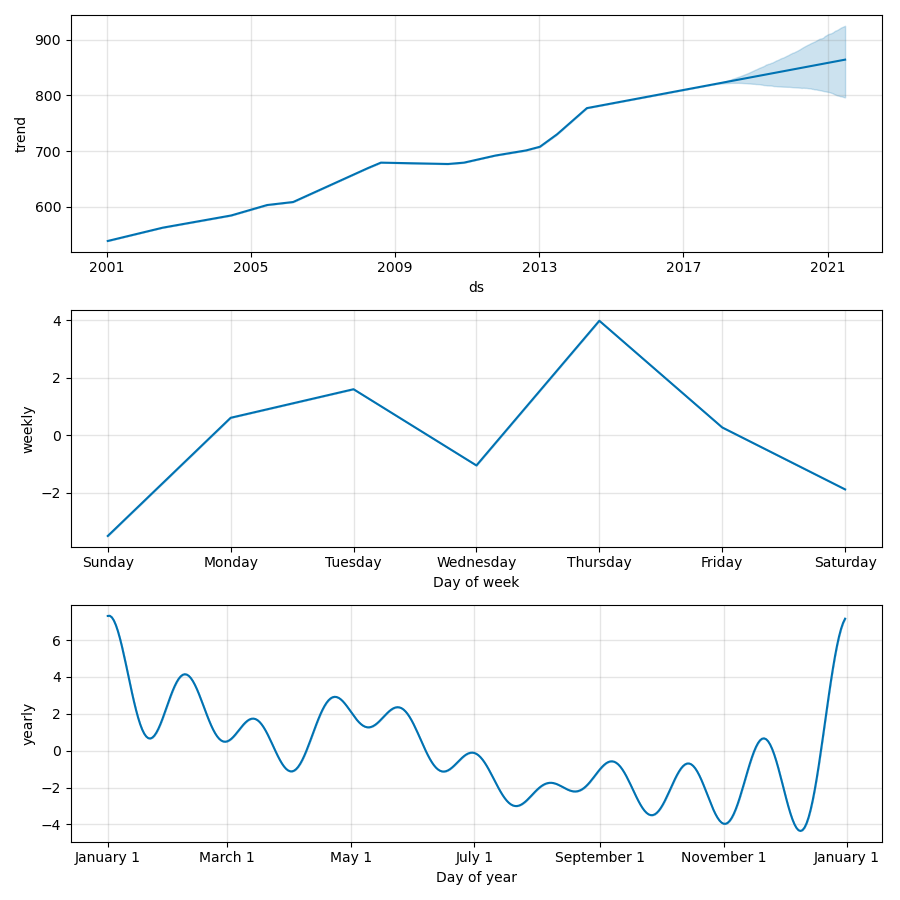 900
800
700
600
trend
2001 2005 2009 2013 2017 2021
ds
4
2
0
−2
weekly
Sunday Monday Tuesday Wednesday Thursday Friday Saturday
Day of week
6
4
2
0
−2
−4
yearly
January 1 March 1 May 1 July 1 September 1 November 1 January 1
Day of year